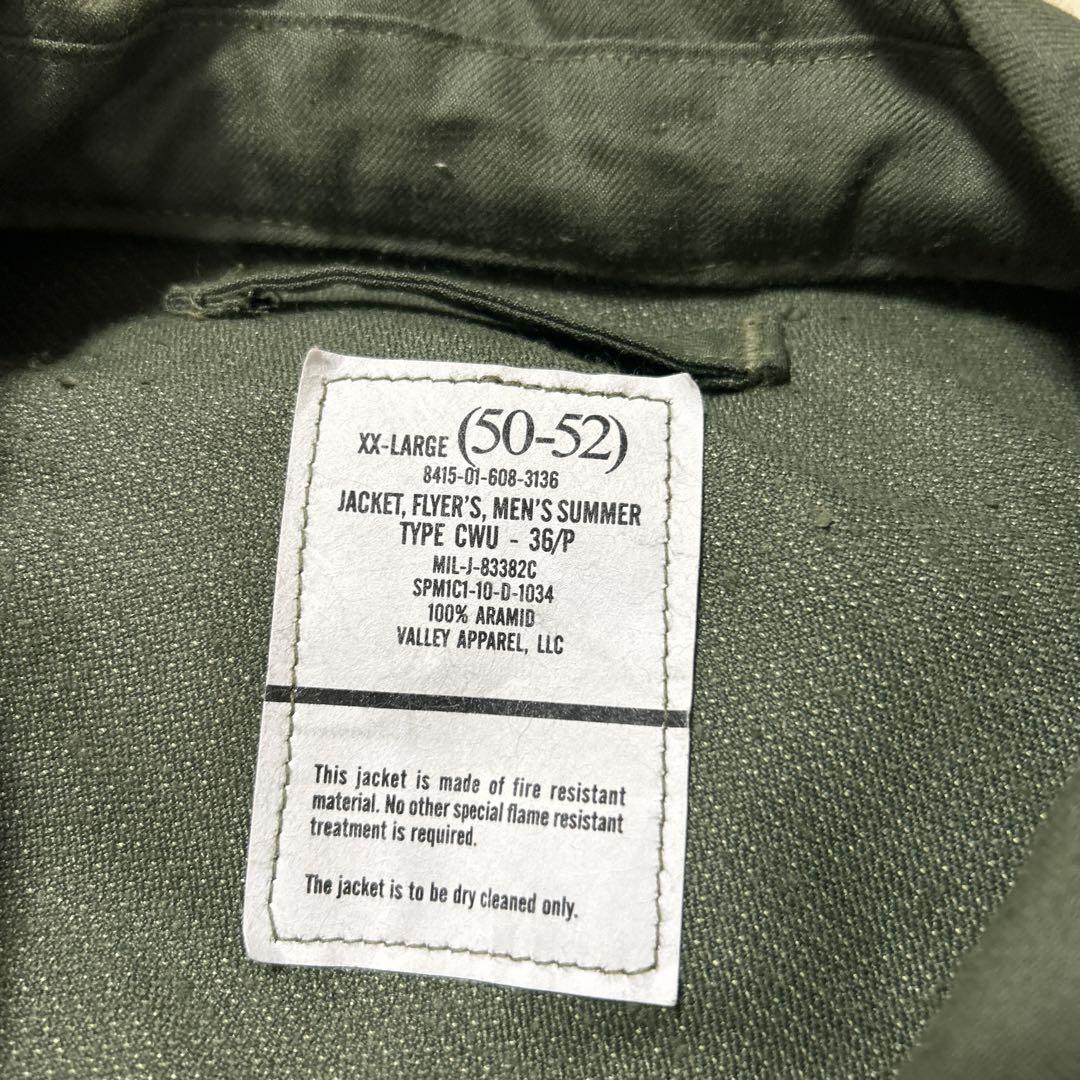 XX-LARGE (50-52)
8415-01-608-3136
JACKET, FLYER'S, MEN'S SUMMER
TYPE CWU - 36/P
MIL-J-83382C
SPM1C1-10-D-1034
100% ARAMID
VALLEY APPAREL, LLC
This jacket is made of fire resistant
material. No other special flame resistant
treatment is required.
The jacket is to be dry cleaned only.